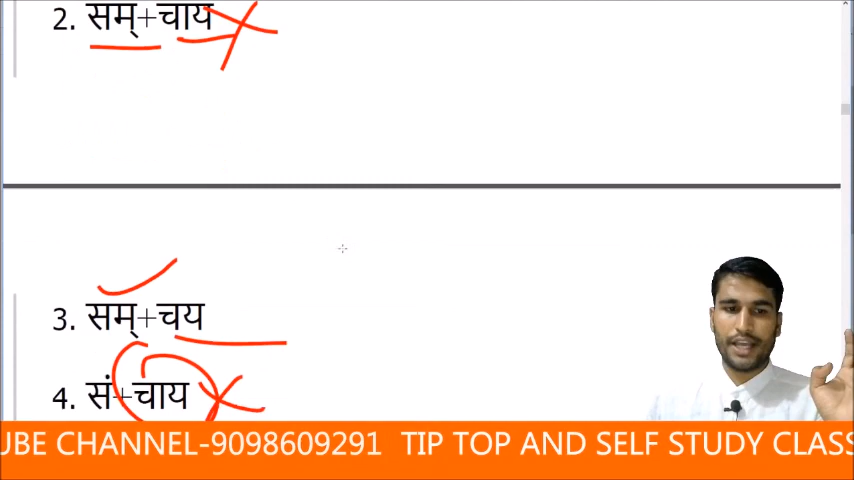 2. सम्+चाय
3. सम्+चय
4. सं+चाय
UBE CHANNEL-9098609291 TIP TOP AND SELF STUDY CLASS